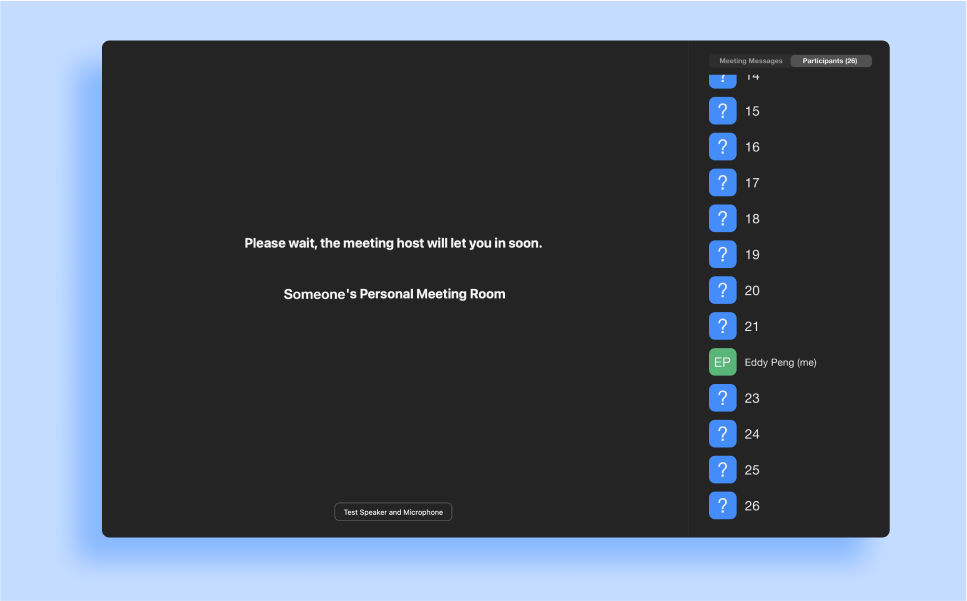 Meeting Messages Participants (26)
? 14
? 15
? 16
? 17
? 18
? 19
? 20
? 21
EP Eddy Peng (me)
? 23
? 24
? 25
? 26
Please wait, the meeting host will let you in soon.
Someone's Personal Meeting Room
Test Speaker and Microphone